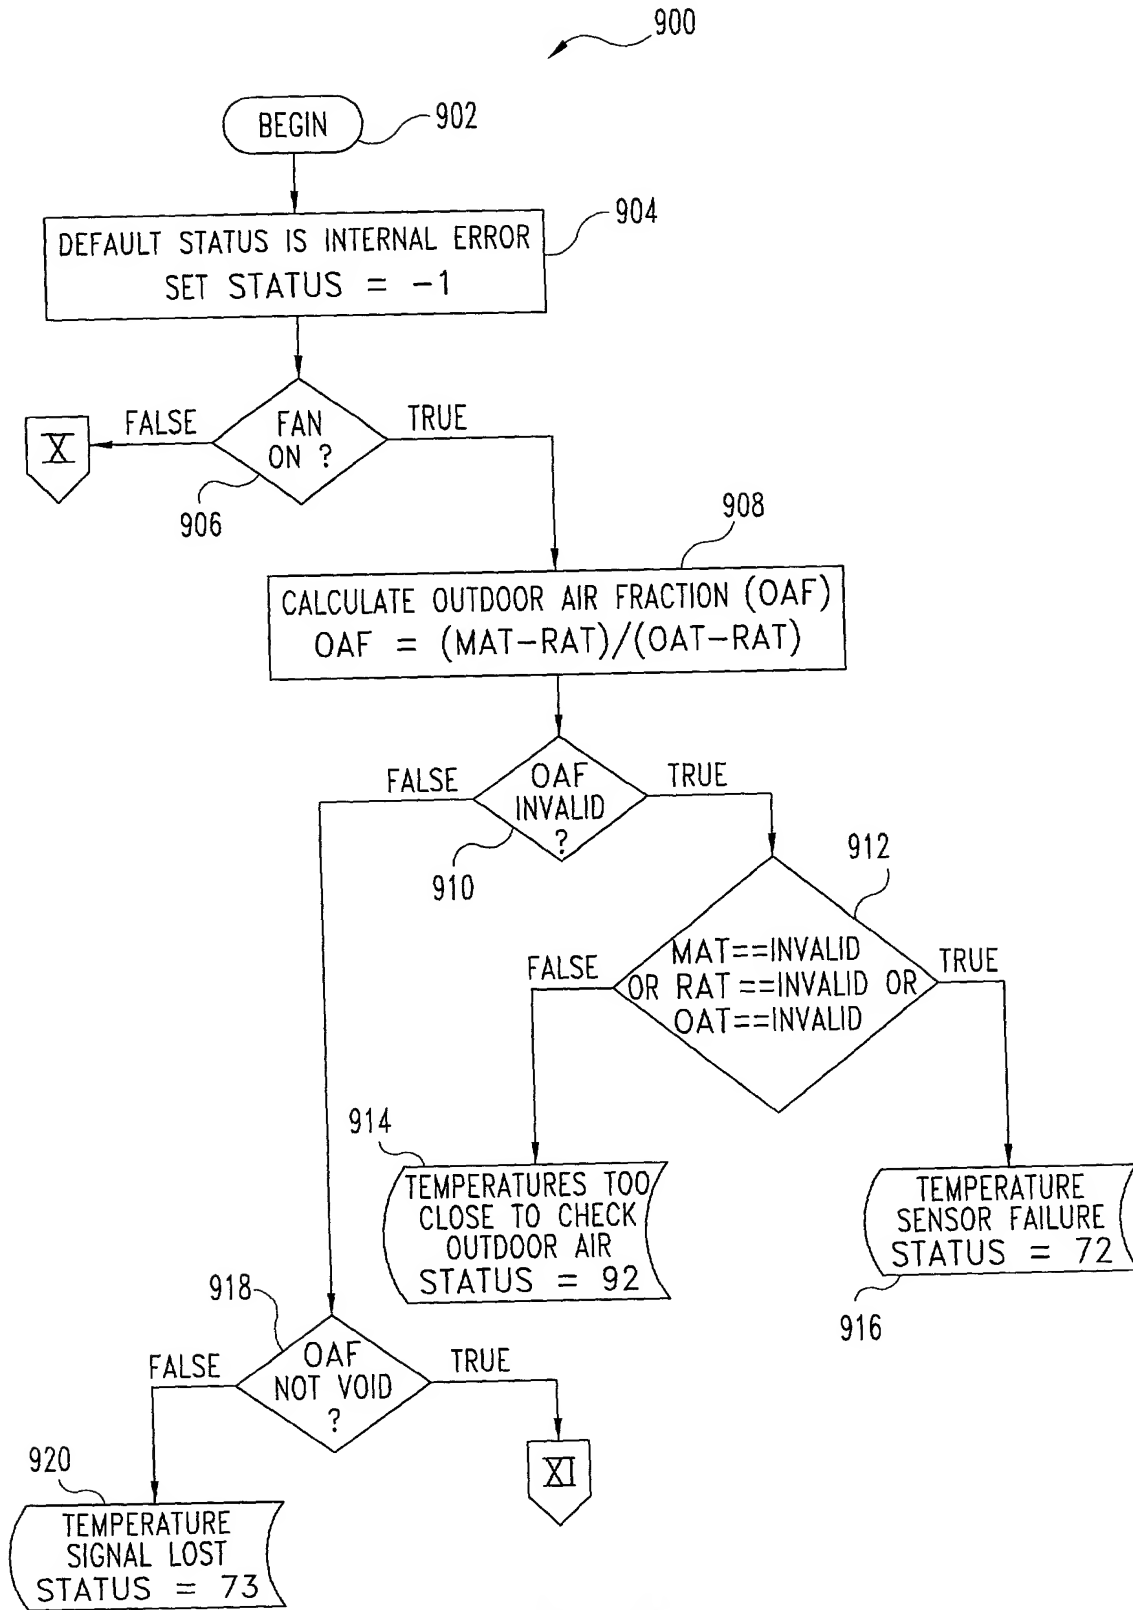 900
BEGIN
902
904
DEFAULT STATUS IS INTERNAL ERROR
SET STATUS = -1
FALSE
TRUE
X
FAN
ON ?
906
908
CALCULATE OUTDOOR AIR FRACTION (OAF)
OAF = (MAT-RAT)/(OAT-RAT)
FALSE
TRUE
OAF
INVALID
?
910
912
FALSE
TRUE
MAT==INVALID
OR RAT==INVALID OR
OAT==INVALID
914
TEMPERATURES TOO
CLOSE TO CHECK
OUTDOOR AIR
STATUS = 92
TEMPERATURE
SENSOR FAILURE
STATUS = 72
916
918
FALSE
TRUE
OAF
NOT VOID
?
XI
920
TEMPERATURE
SIGNAL LOST
STATUS = 73